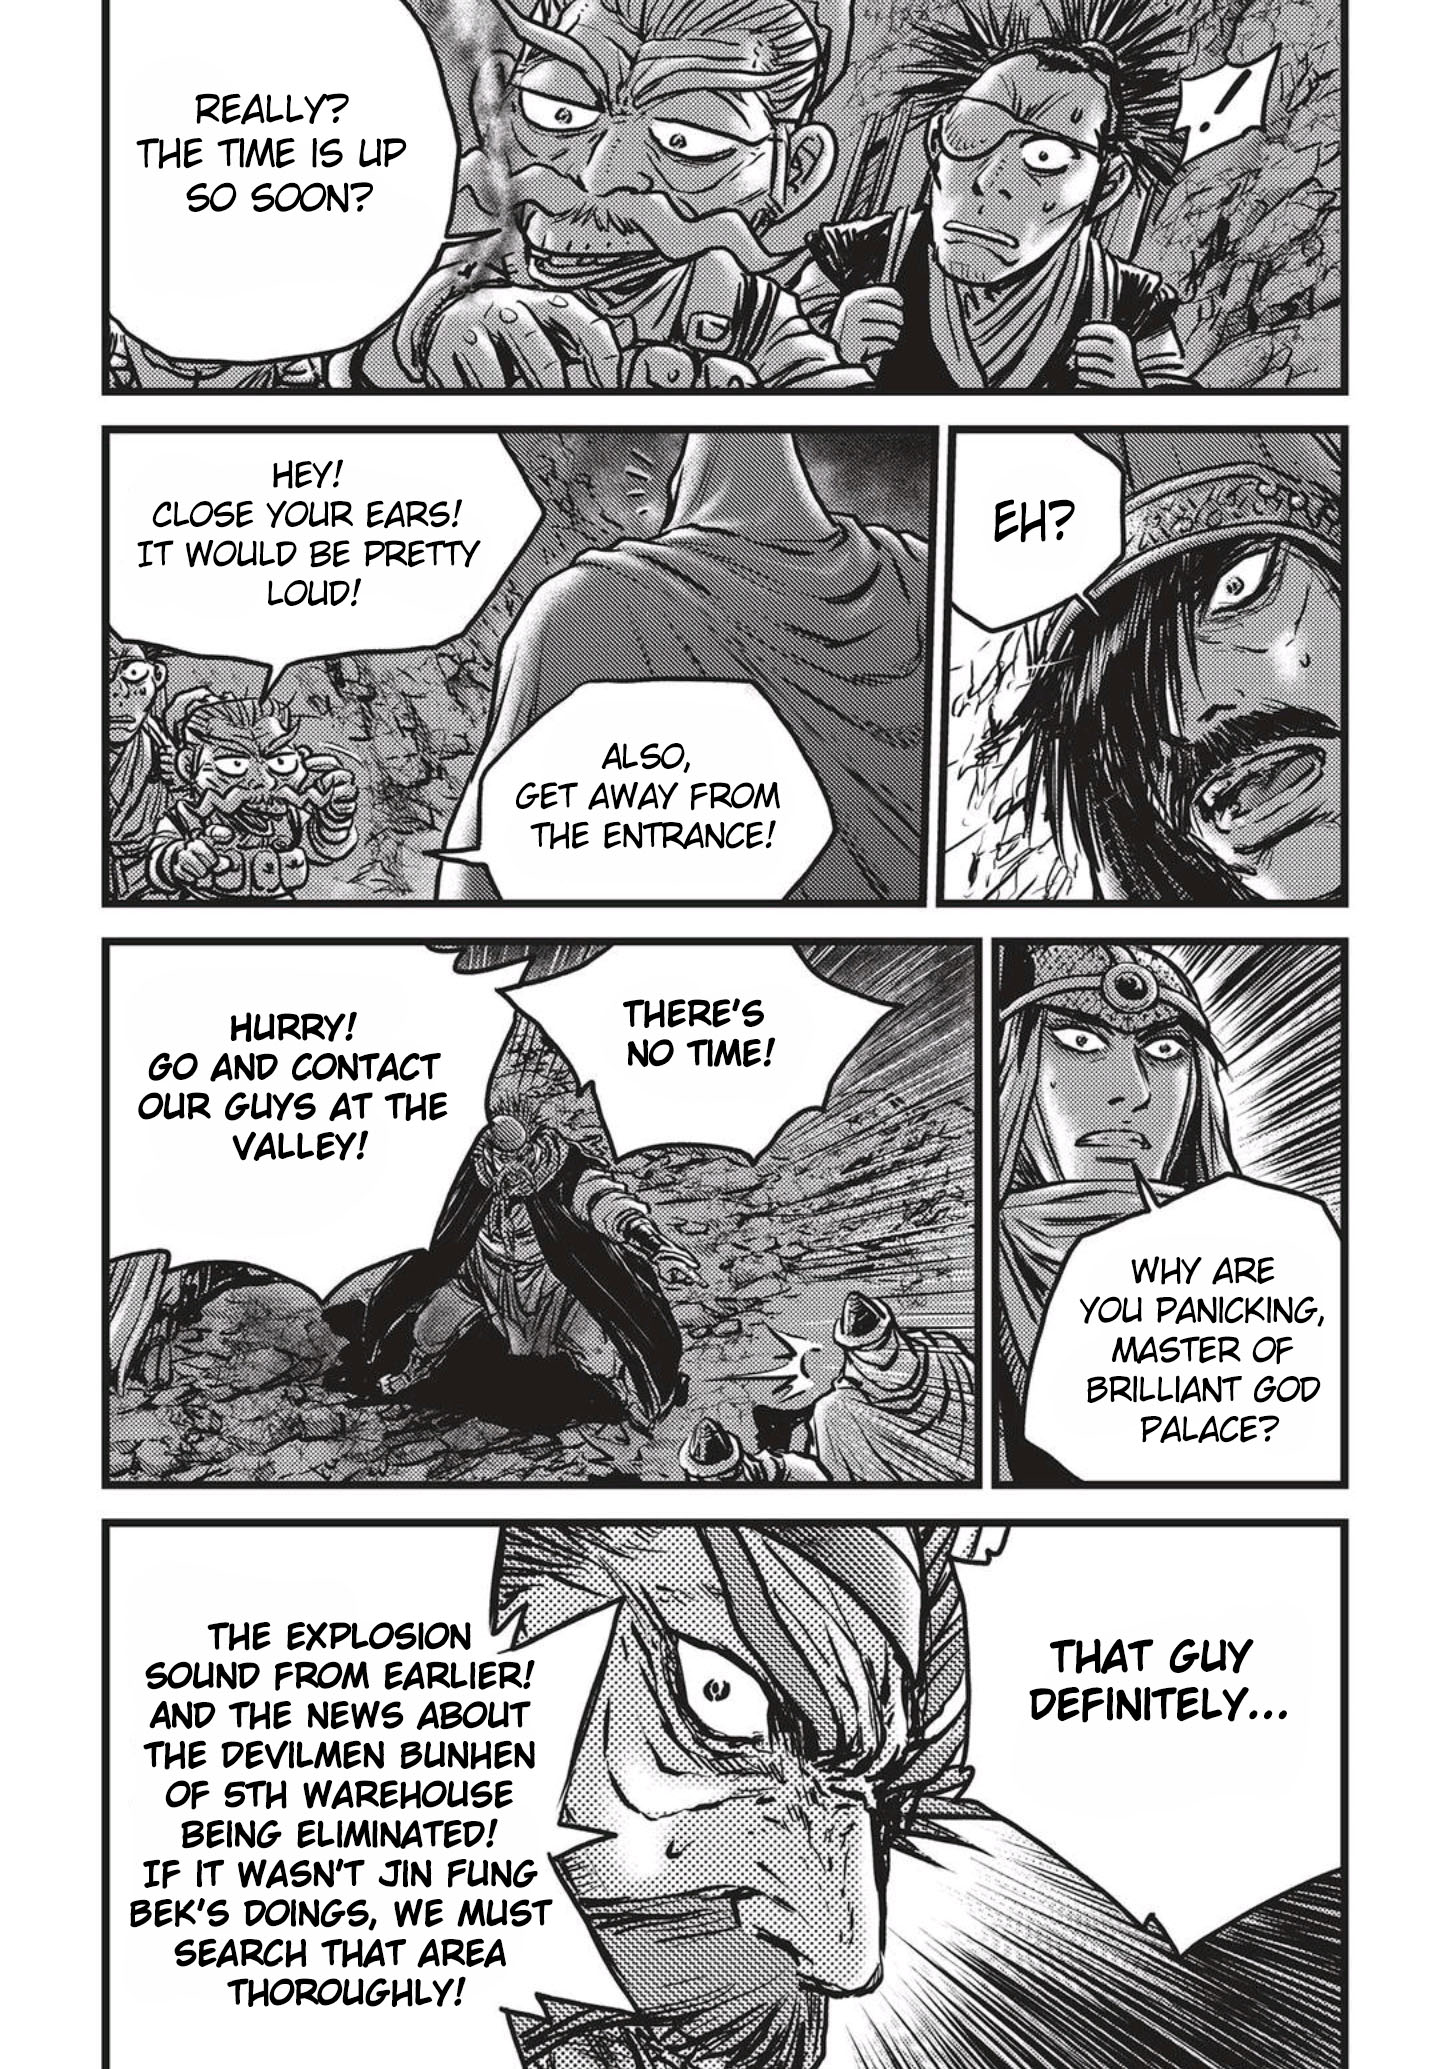 !
REALLY?
THE TIME IS UP
SO SOON?
EH?
HEY!
CLOSE YOUR EARS!
IT WOULD BE PRETTY
LOUD!
ALSO,
GET AWAY FROM
THE ENTRANCE!
WHY ARE
YOU PANICKING,
MASTER OF
BRILLIANT GOD
PALACE?
THERE'S
NO TIME!
HURRY!
GO AND CONTACT
OUR GUYS AT THE
VALLEY!
THAT GUY
DEFINITELY...
THE EXPLOSION
SOUND FROM EARLIER!
AND THE NEWS ABOUT
THE DEVILMEN BUNHEN
OF 5TH WAREHOUSE
BEING ELIMINATED!
IF IT WASN'T JIN FUNG
BEK'S DOINGS, WE MUST
SEARCH THAT AREA
THOROUGHLY!